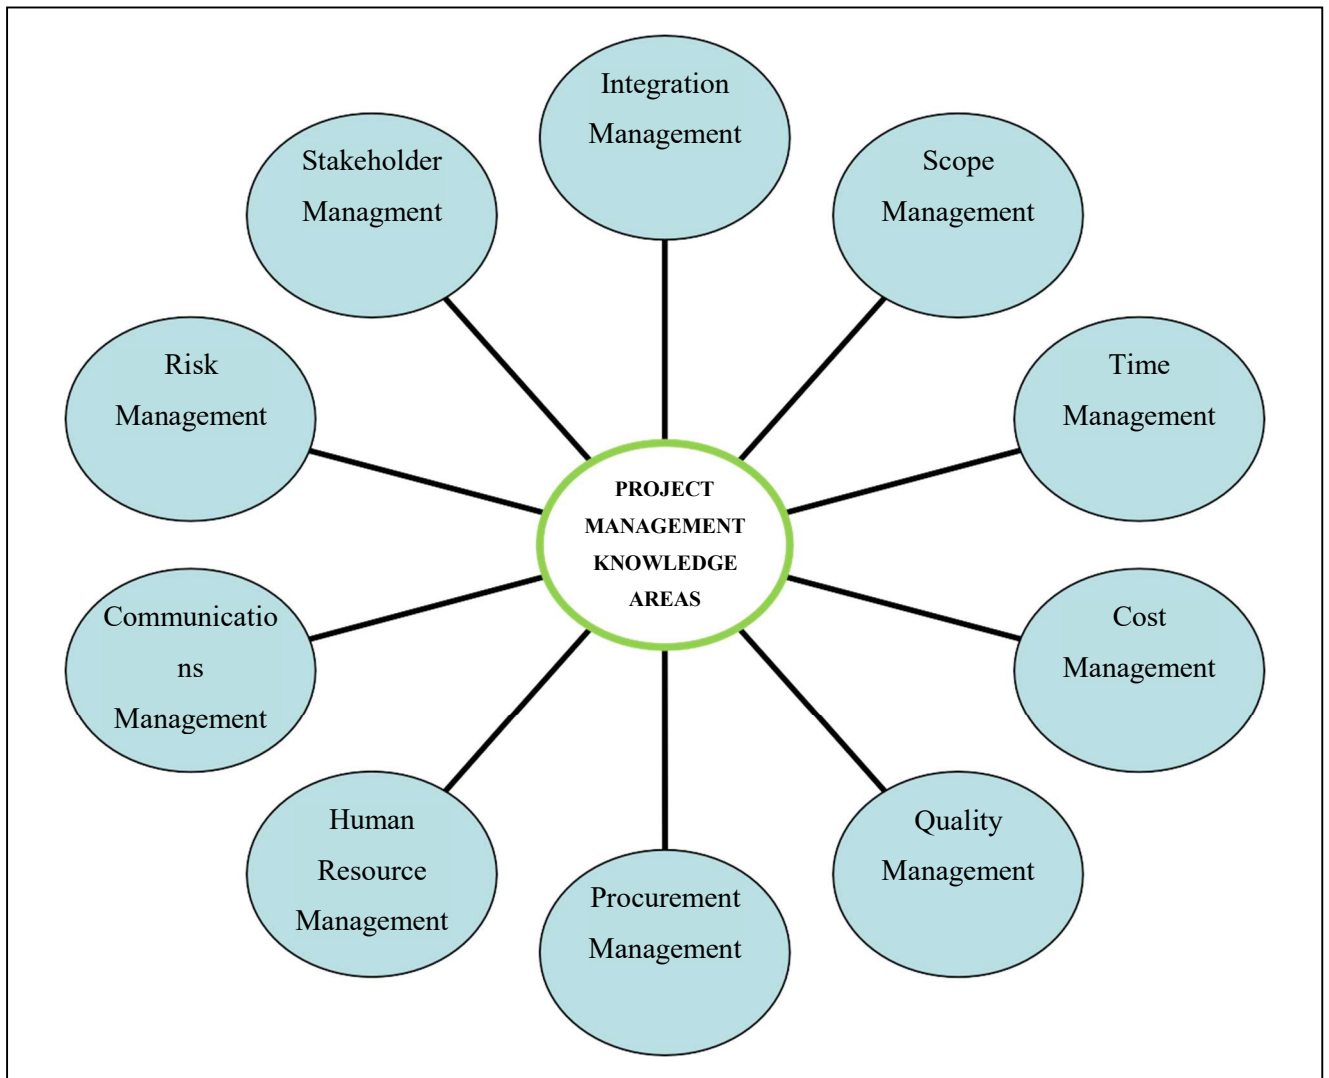 Integration
Management
Stakeholder
Managment
Scope
Management
Risk
Management
Time
Management
PROJECT
MANAGEMENT
KNOWLEDGE
AREAS
Communicatio
ns
Management
Cost
Management
Human
Resource
Management
Quality
Management
Procurement
Management